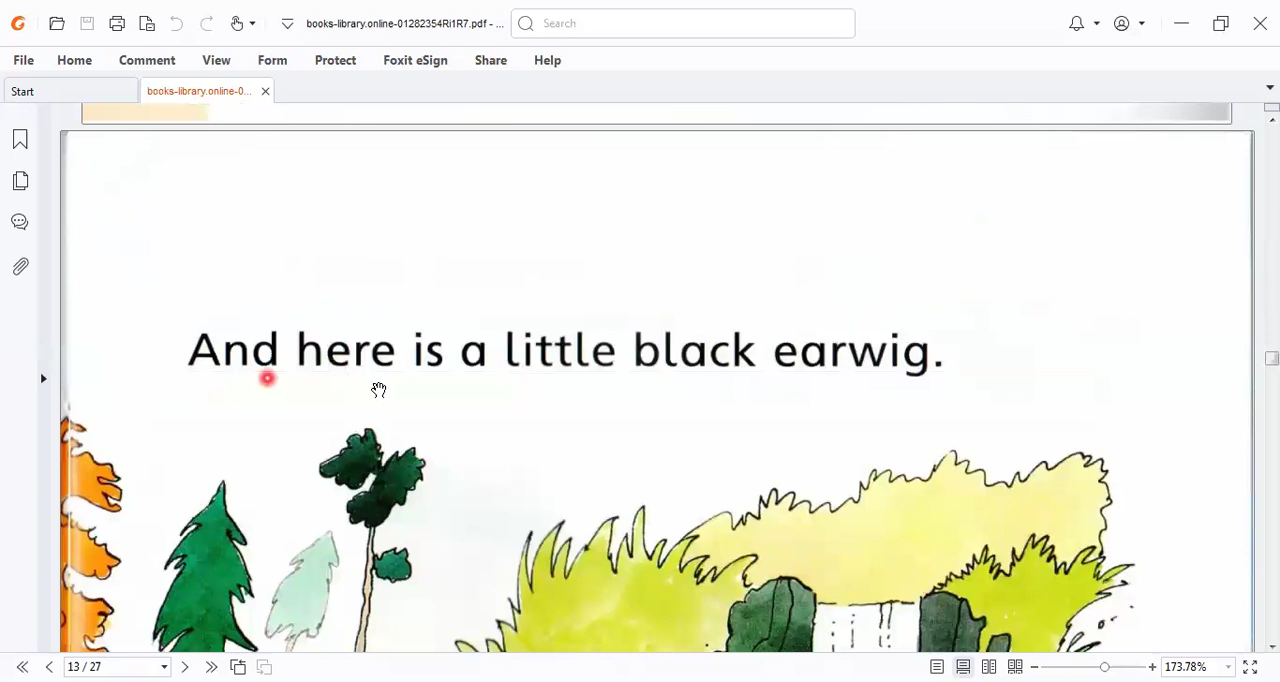 books-library.online-01282354Ri1R7.pdf - ...
Search
File Home Comment View Form Protect Foxit eSign Share Help
Start
books-library.online-0...
And here is a little black earwig.
13 / 27
173.78%